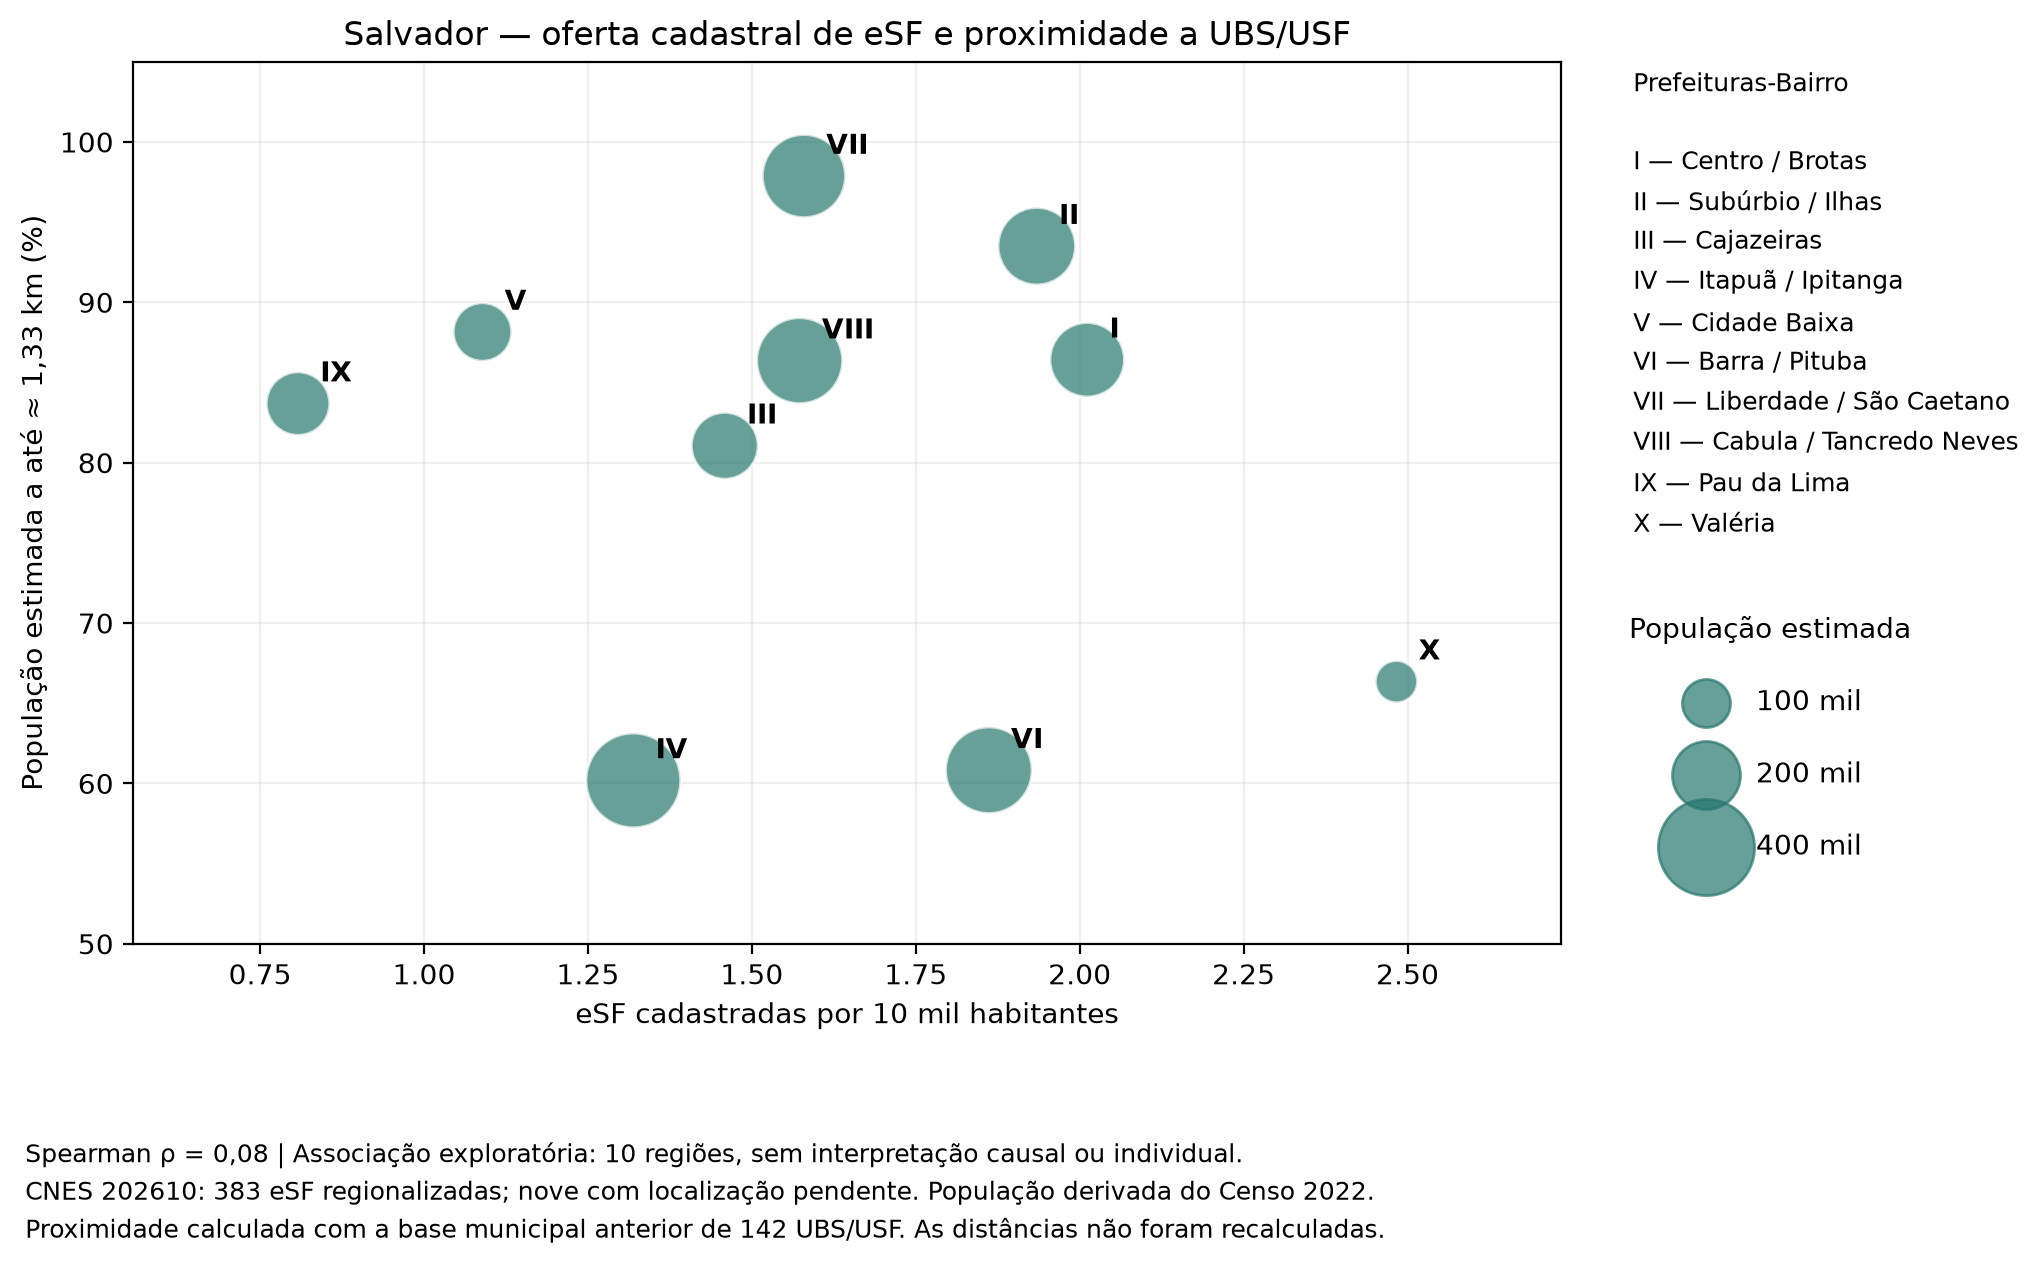 Salvador — oferta cadastral de eSF e proximidade a UBS/USF
População estimada a até ≈ 1,33 km (%)
100
90
80
70
60
50
VII
II
V
VIII
I
IX
III
X
IV
VI
0.75
1.00
1.25
1.50
1.75
2.00
2.25
2.50
eSF cadastradas por 10 mil habitantes
Prefeituras-Bairro
I — Centro / Brotas
II — Subúrbio / Ilhas
III — Cajazeiras
IV — Itapuã / Ipitanga
V — Cidade Baixa
VI — Barra / Pituba
VII — Liberdade / São Caetano
VIII — Cabula / Tancredo Neves
IX — Pau da Lima
X — Valéria
População estimada
100 mil
200 mil
400 mil
Spearman ρ = 0,08 | Associação exploratória: 10 regiões, sem interpretação causal ou individual.
CNES 202610: 383 eSF regionalizadas; nove com localização pendente. População derivada do Censo 2022.
Proximidade calculada com a base municipal anterior de 142 UBS/USF. As distâncias não foram recalculadas.